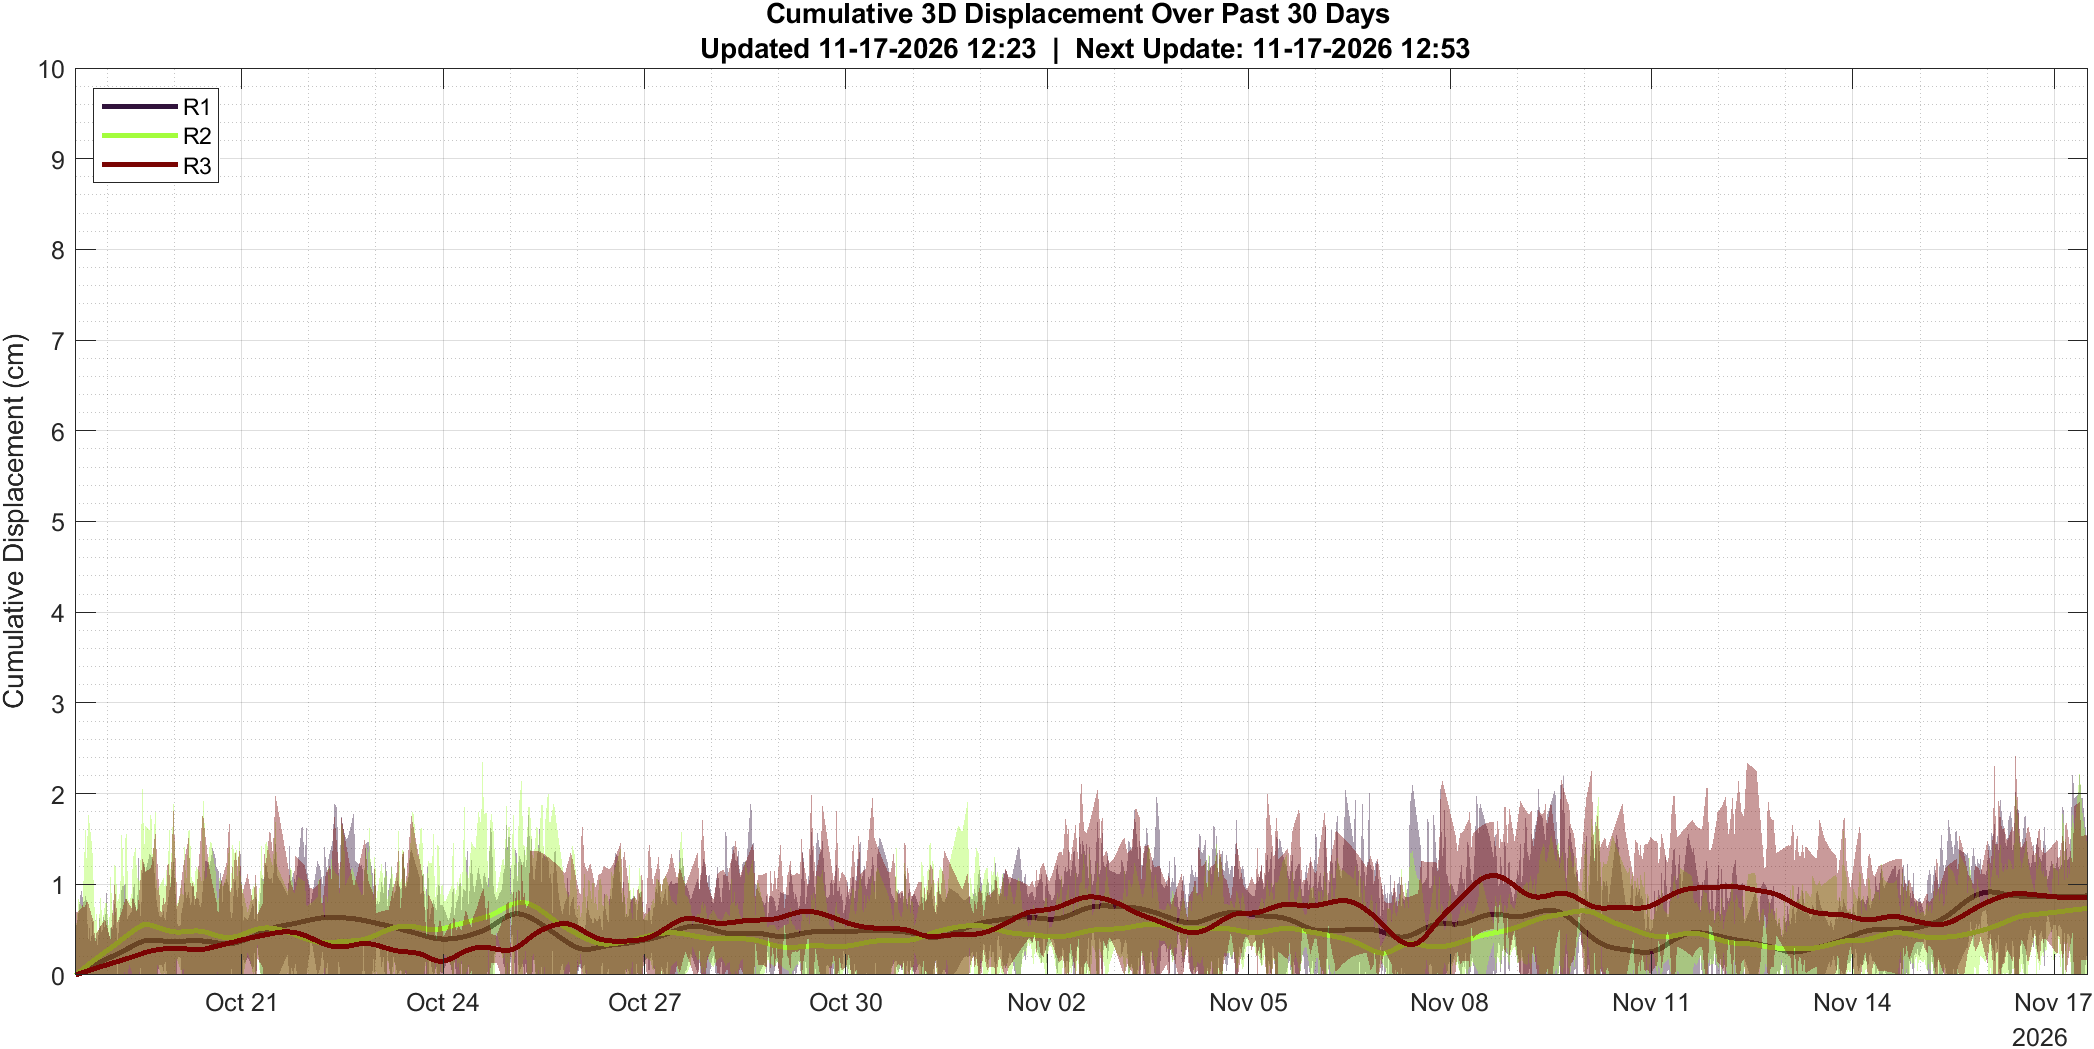 Cumulative 3D Displacement Over Past 30 Days
Updated 11-17-2026 12:23 | Next Update: 11-17-2026 12:53
R1
R2
R3
Cumulative Displacement (cm)
10
9
8
7
6
5
4
3
2
1
0
Oct 21 Oct 24 Oct 27 Oct 30 Nov 02 Nov 05 Nov 08 Nov 11 Nov 14 Nov 17
2026